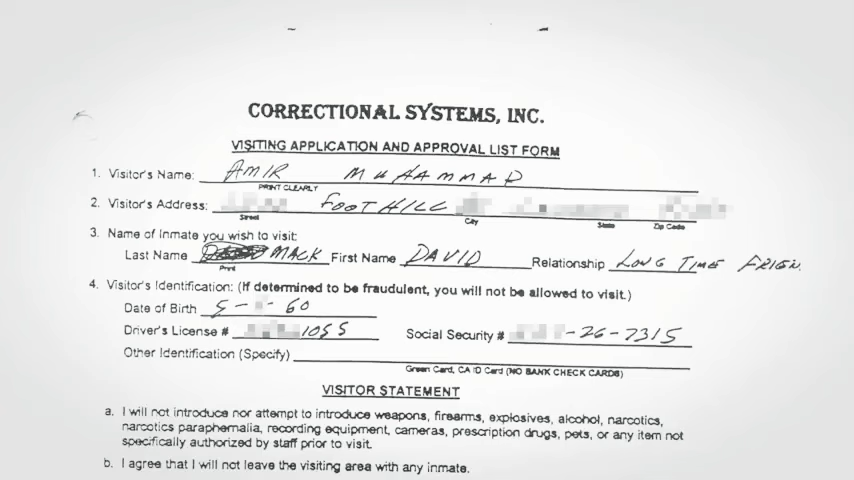 CORRECTIONAL SYSTEMS, INC.
VISITING APPLICATION AND APPROVAL LIST FORM
1. Visitor's Name: AMIR MUHAMMAD
PRINT CLEARLY
2. Visitor's Address: FOOTHILL
Street City State Zip Code
3. Name of Inmate you wish to visit:
Last Name MACK First Name DAVID Relationship LONG TIME FRIEN.
Print
4. Visitor's Identification: (If determined to be fraudulent, you will not be allowed to visit.)
Date of Birth 5- - 60
Driver's License # 1055 Social Security # -26-7315
Other Identification (Specify)
Green Card, CA ID Card (NO BANK CHECK CARDS)
VISITOR STATEMENT
a. I will not introduce nor attempt to introduce weapons, firearms, explosives, alcohol, narcotics,
narcotics paraphernalia, recording equipment, cameras, prescription drugs, pets, or any item not
specifically authorized by staff prior to visit.
b. I agree that I will not leave the visiting area with any inmate.